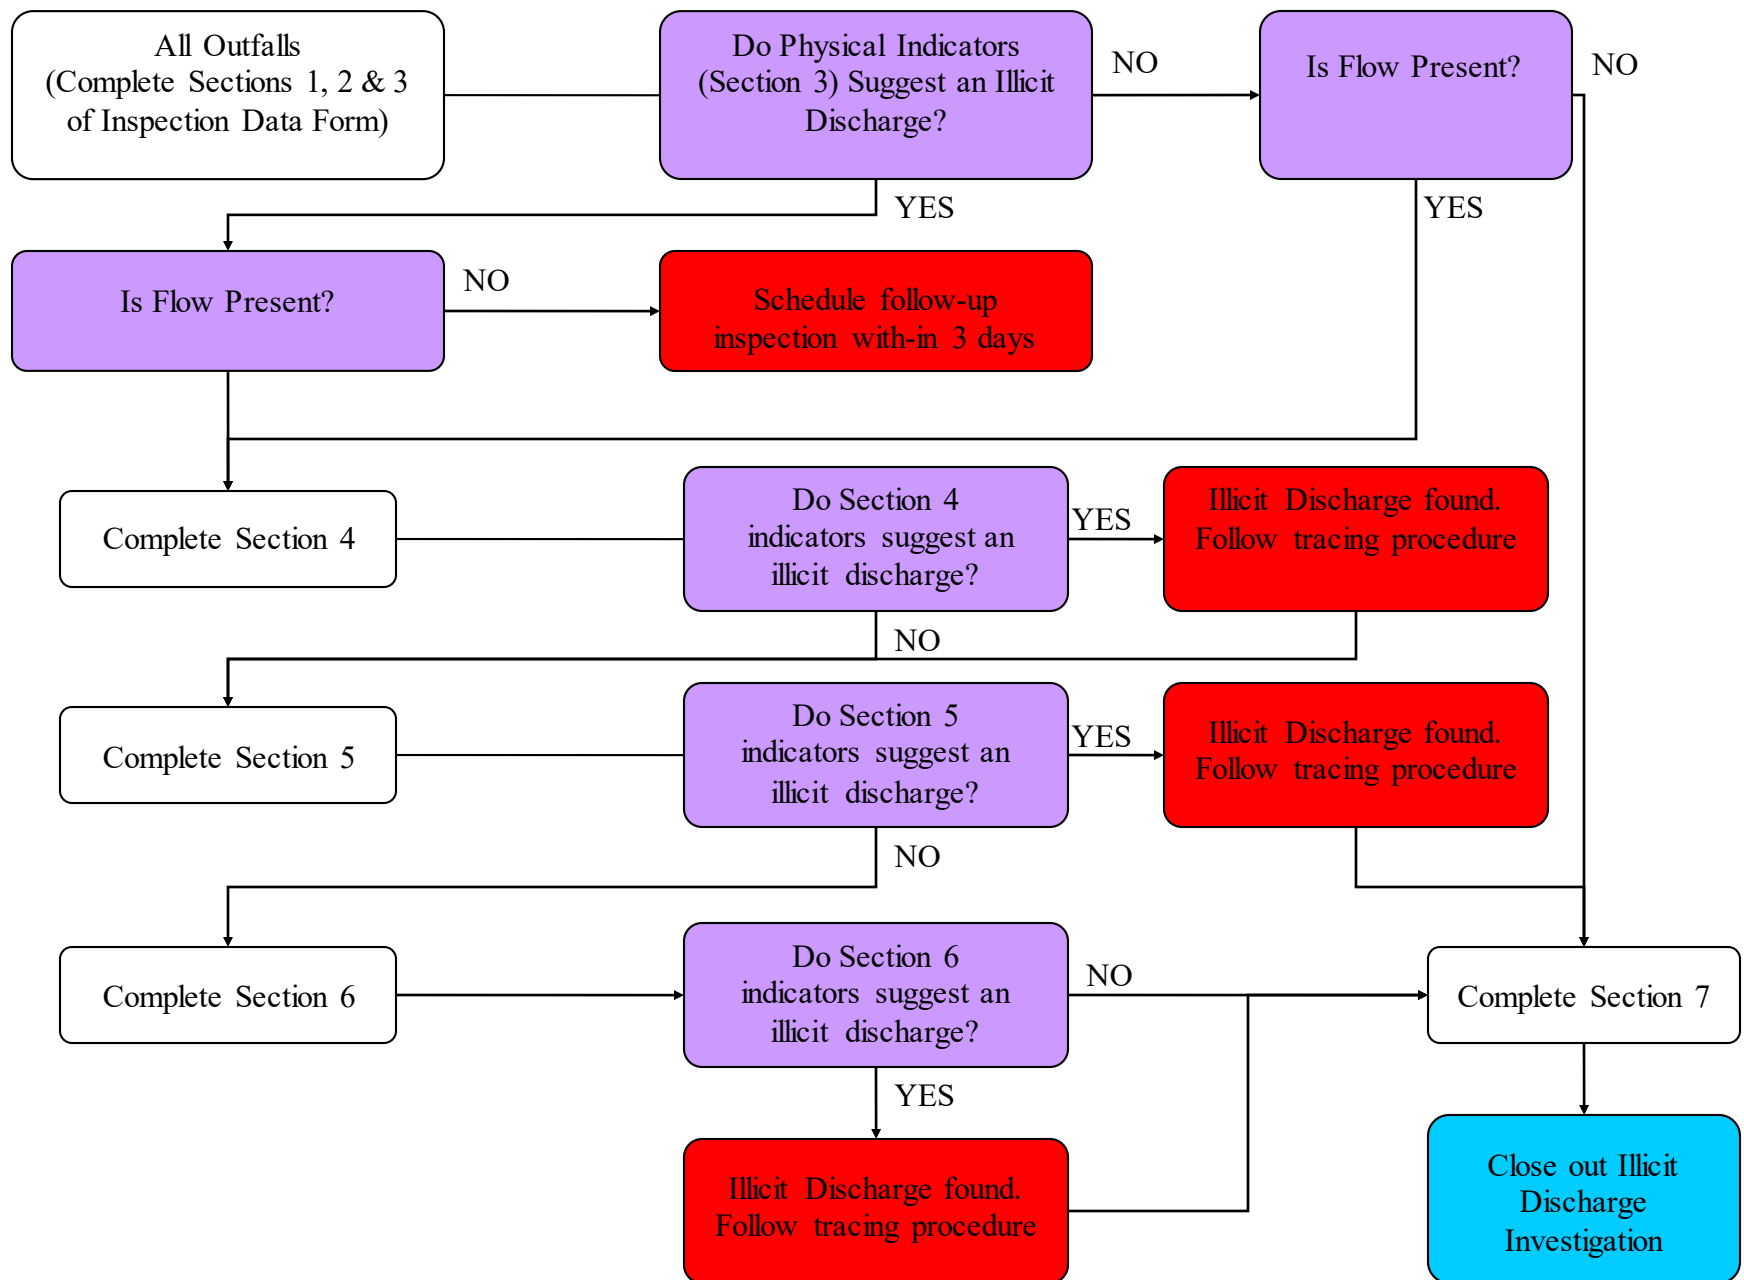 All Outfalls
(Complete Sections 1, 2 & 3
of Inspection Data Form)
Do Physical Indicators
(Section 3) Suggest an Illicit
Discharge?
NO
Is Flow Present?
NO
YES
YES
Is Flow Present?
NO
Schedule follow-up
inspection with-in 3 days
Complete Section 4
Do Section 4
indicators suggest an
illicit discharge?
YES
Illicit Discharge found.
Follow tracing procedure
NO
Complete Section 5
Do Section 5
indicators suggest an
illicit discharge?
YES
Illicit Discharge found.
Follow tracing procedure
NO
Complete Section 6
Do Section 6
indicators suggest an
illicit discharge?
NO
Complete Section 7
YES
Illicit Discharge found.
Follow tracing procedure
Close out Illicit
Discharge
Investigation